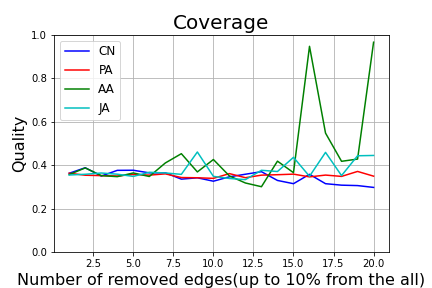 Coverage
1.0
CN
PA
AA
JA
0.8
0.6
0.4
0.2
0.0
Quality
2.5 5.0 7.5 10.0 12.5 15.0 17.5 20.0
Number of removed edges(up to 10% from the all)